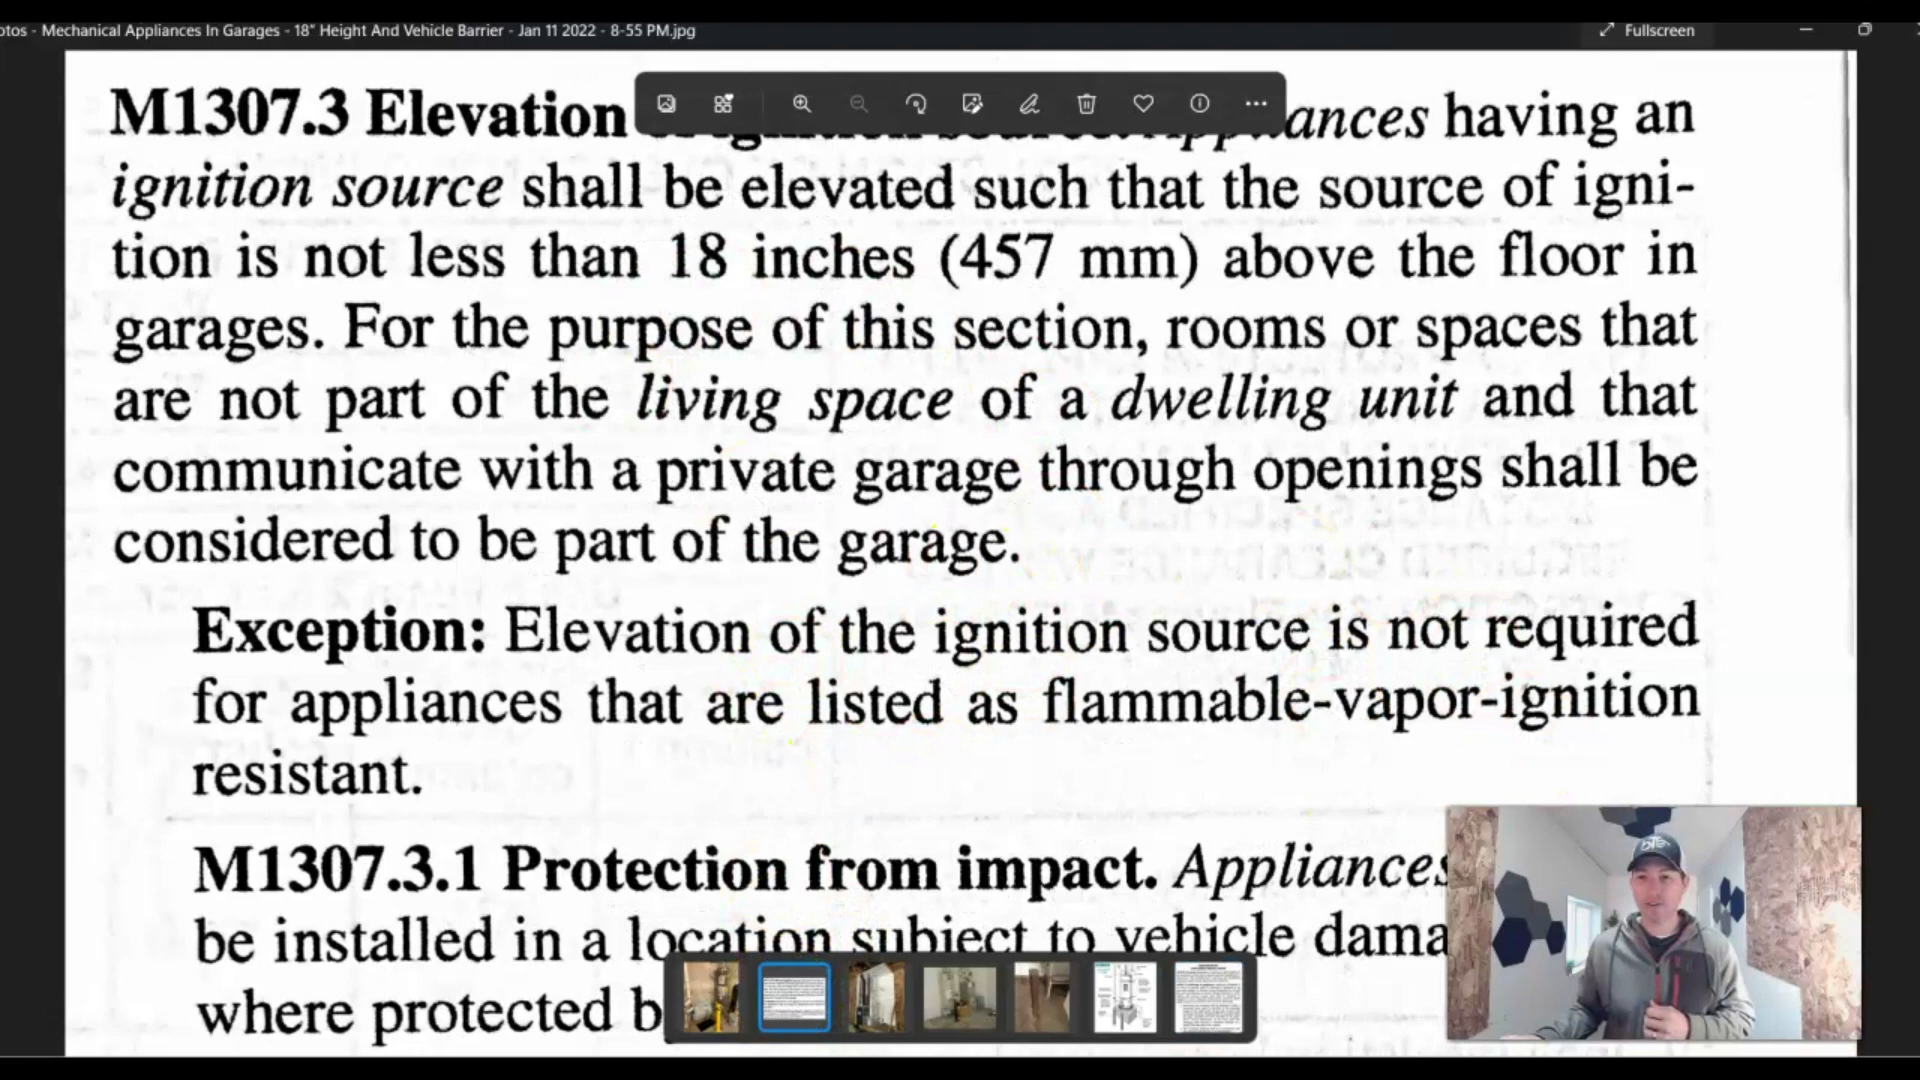 otos - Mechanical Appliances In Garages - 18" Height And Vehicle Barrier - Jan 11 2022 - 8-55 PM.jpg
Fullscreen
M1307.3 Elevation of ignition source. Appliances having an
ignition source shall be elevated such that the source of igni-
tion is not less than 18 inches (457 mm) above the floor in
garages. For the purpose of this section, rooms or spaces that
are not part of the living space of a dwelling unit and that
communicate with a private garage through openings shall be
considered to be part of the garage.
Exception: Elevation of the ignition source is not required
for appliances that are listed as flammable-vapor-ignition
resistant.
M1307.3.1 Protection from impact. Appliances
be installed in a location subject to vehicle dama
where protected b